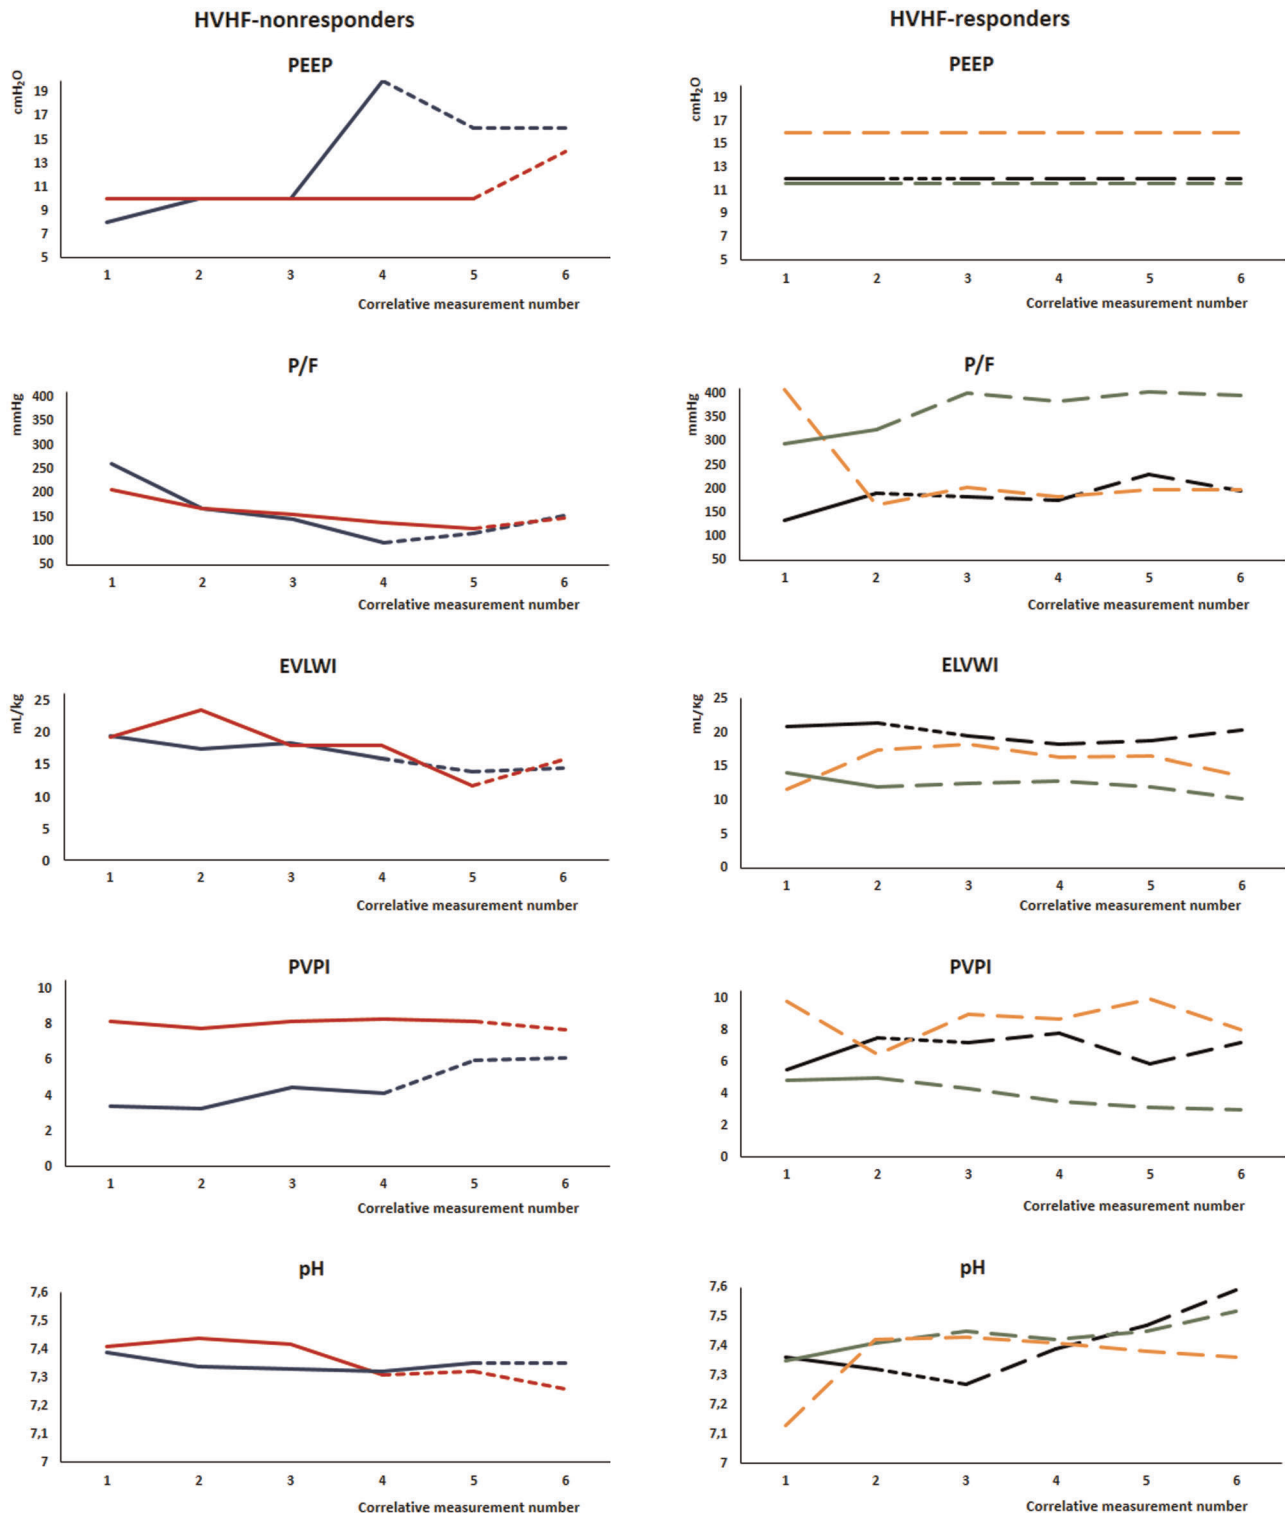 HVHF-nonresponders
PEEP
cmH₂O
19
17
15
13
11
9
7
5
1 2 3 4 5 6
Correlative measurement number
P/F
mmHg
400
350
300
250
200
150
100
50
1 2 3 4 5 6
Correlative measurement number
EVLWI
mL/kg
25
20
15
10
5
0
1 2 3 4 5 6
Correlative measurement number
PVPI
10
8
6
4
2
0
1 2 3 4 5 6
Correlative measurement number
pH
7,6
7,5
7,4
7,3
7,2
7,1
7
1 2 3 4 5 6
Correlative measurement number
HVHF-responders
PEEP
cmH₂O
19
17
15
13
11
9
7
5
1 2 3 4 5 6
Correlative measurement number
P/F
mmHg
400
350
300
250
200
150
100
50
1 2 3 4 5 6
Correlative measurement number
ELVWI
mL/kg
25
20
15
10
5
0
1 2 3 4 5 6
Correlative measurement number
PVPI
10
8
6
4
2
0
1 2 3 4 5 6
Correlative measurement number
pH
7,6
7,5
7,4
7,3
7,2
7,1
7
1 2 3 4 5 6
Correlative measurement number